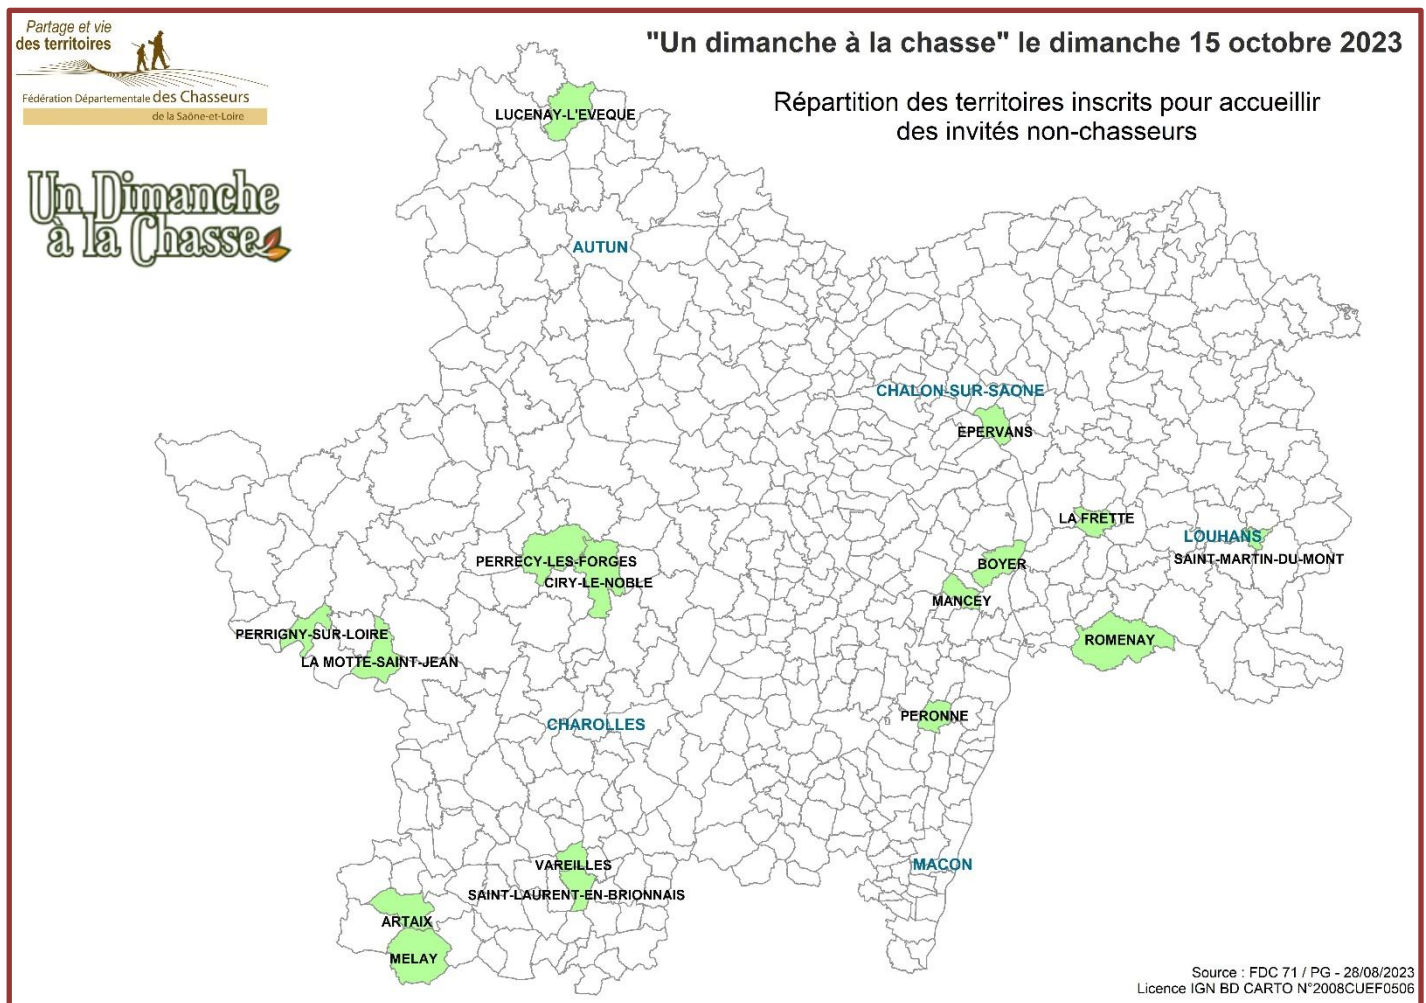 Partage et vie
des territoires
Fédération Départementale des Chasseurs
de la Saône-et-Loire
Un Dimanche
à la Chasse
"Un dimanche à la chasse" le dimanche 15 octobre 2023
Répartition des territoires inscrits pour accueillir
des invités non-chasseurs
LUCENAY-L'EVEQUE
AUTUN
CHALON-SUR-SAONE
EPERVANS
LA FRETTE
LOUHANS
SAINT-MARTIN-DU-MONT
PERRECY-LES-FORGES
CIRY-LE-NOBLE
BOYER
MANCEY
PERRIGNY-SUR-LOIRE
LA MOTTE-SAINT-JEAN
ROMENAY
PERONNE
CHAROLLES
VAREILLES
MACON
SAINT-LAURENT-EN-BRIONNAIS
ARTAIX
MELAY
Source : FDC 71 / PG - 28/08/2023
Licence IGN BD CARTO N°2008CUEF0506